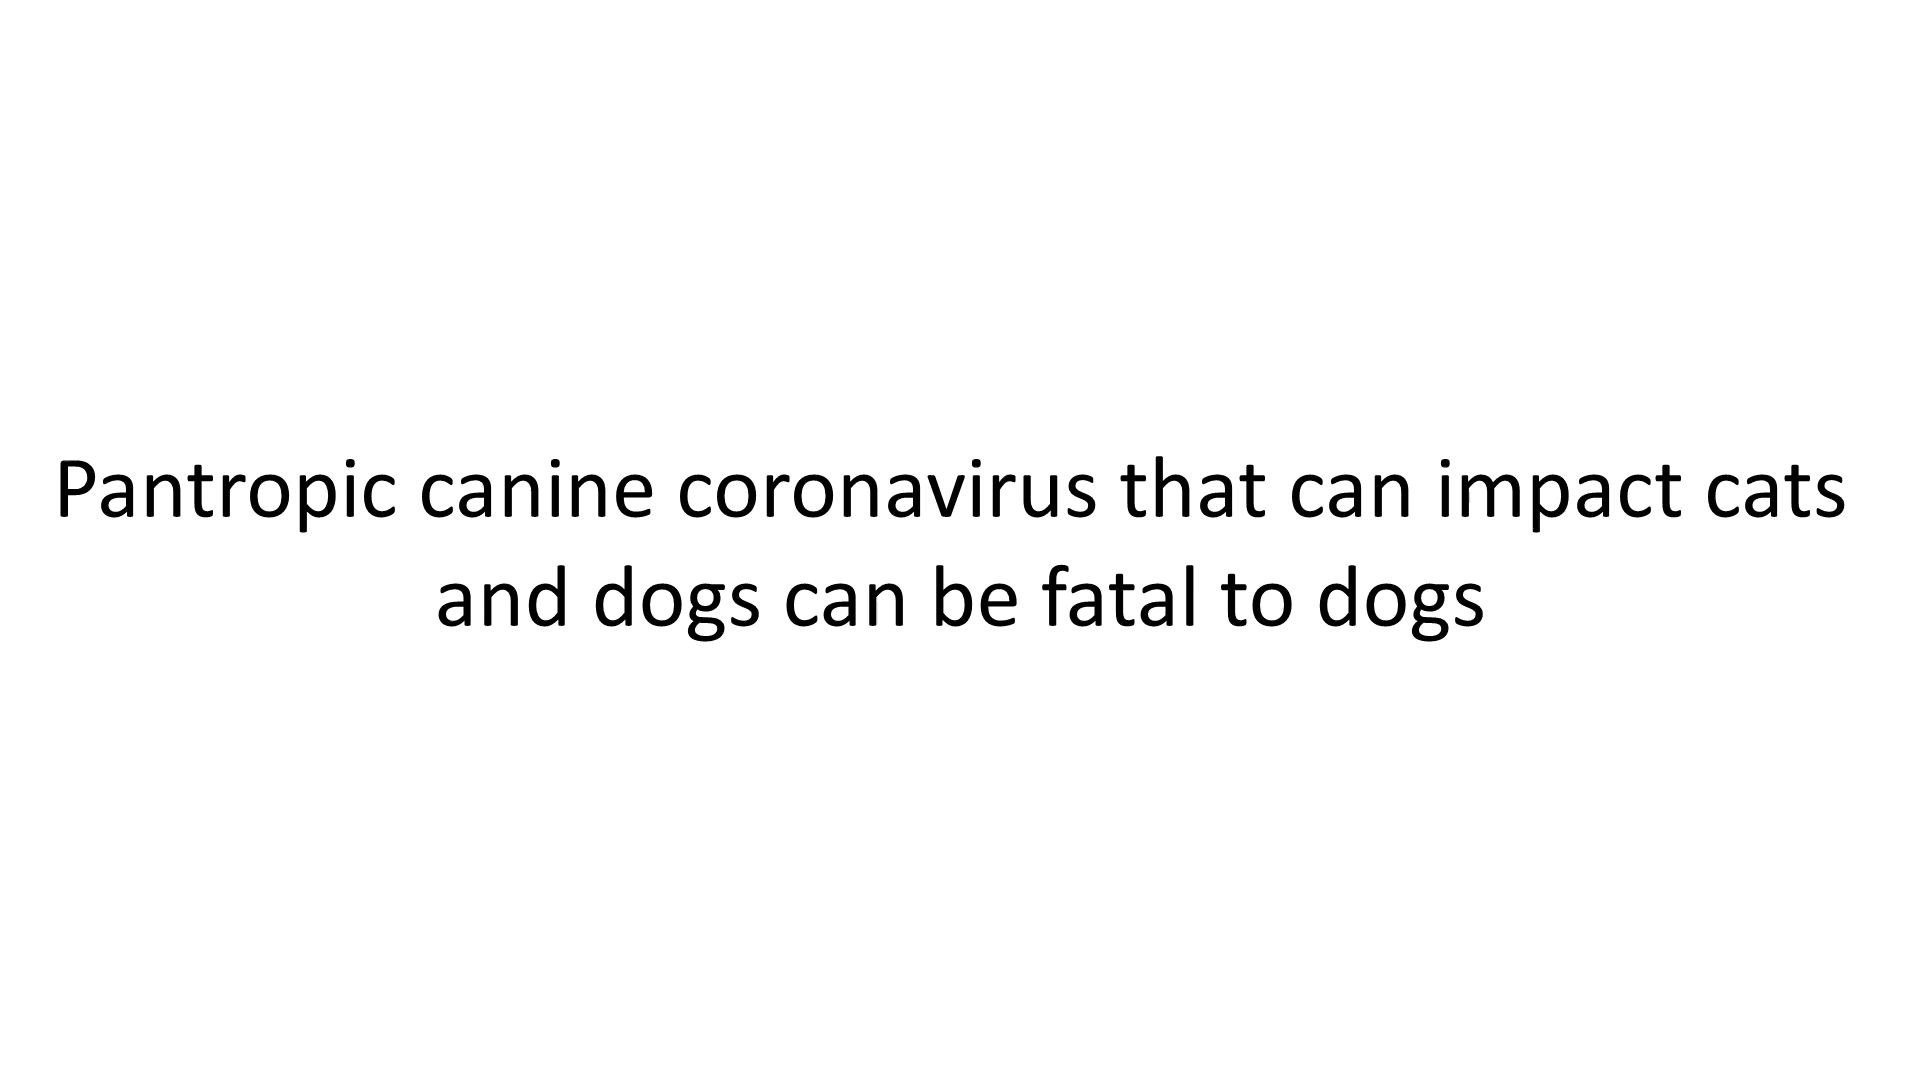 Pantropic canine coronavirus that can impact cats
and dogs can be fatal to dogs